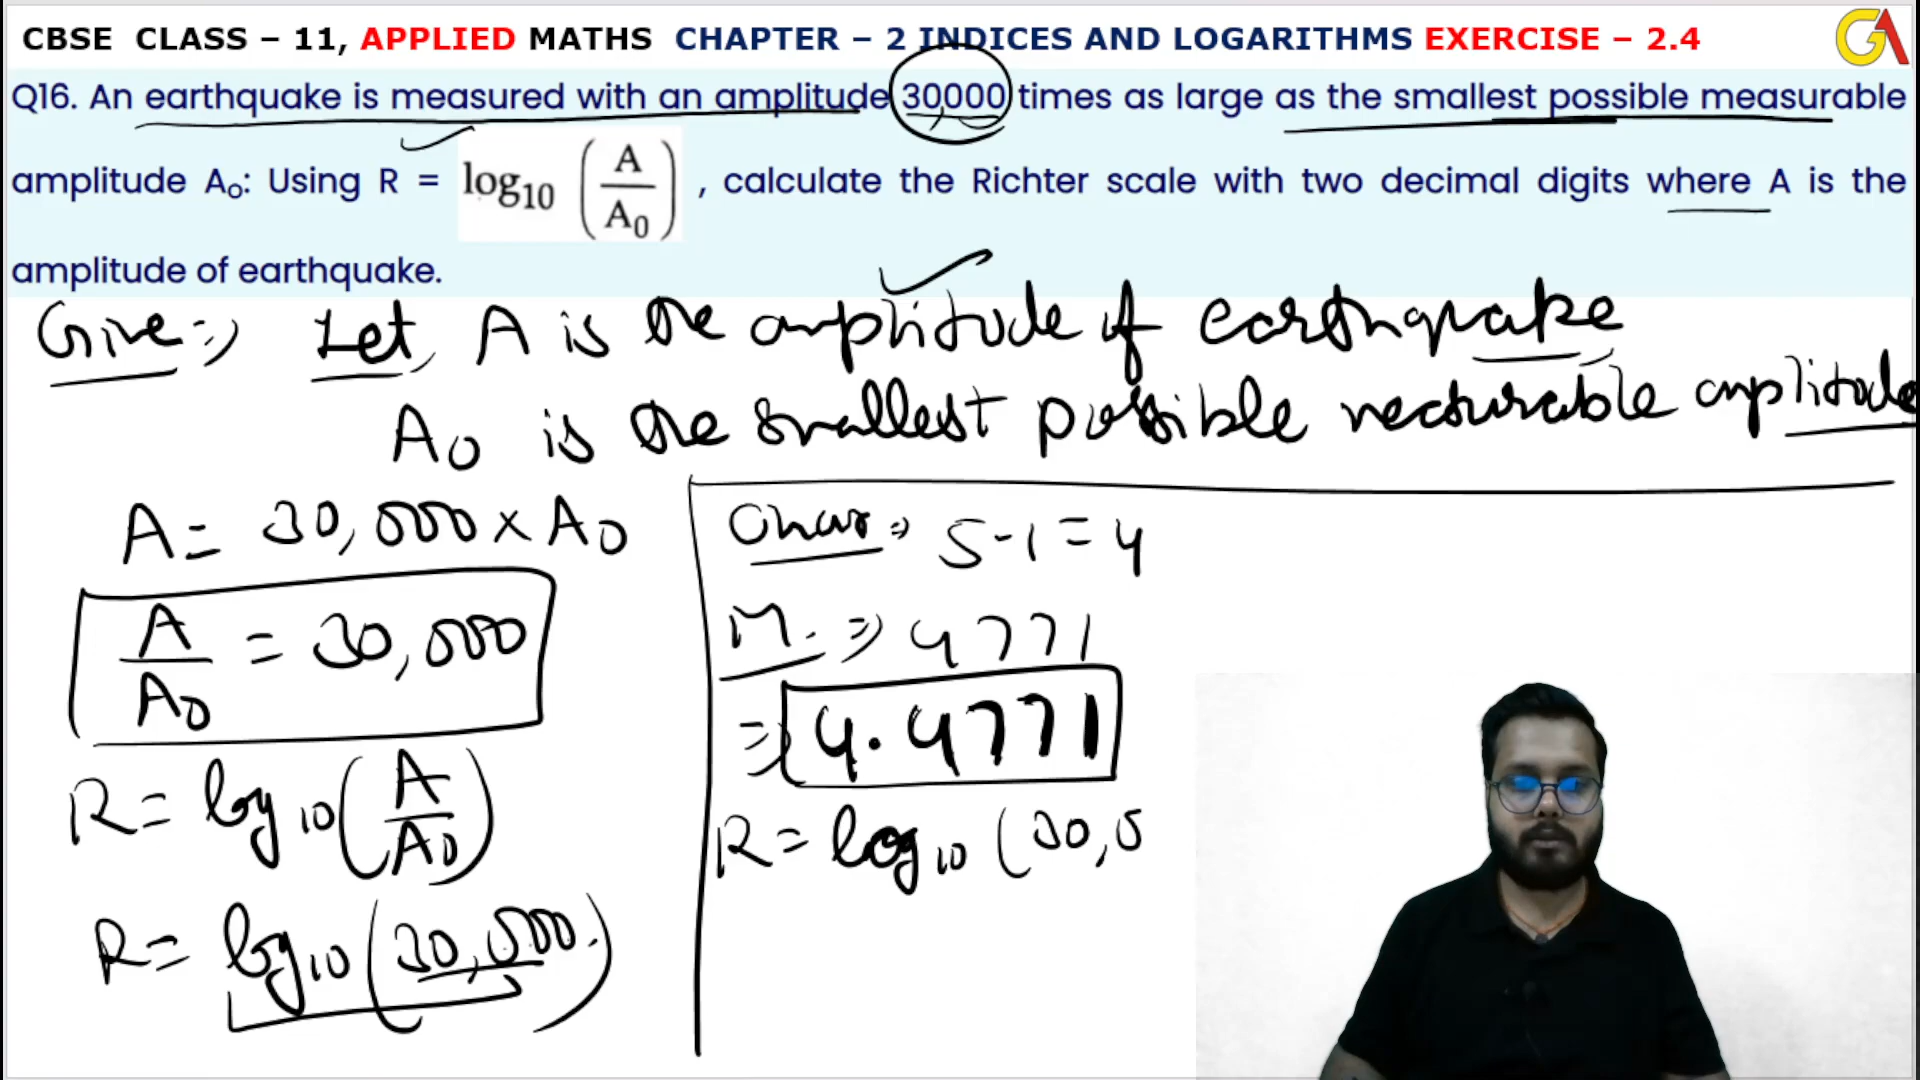 CBSE CLASS – 11, APPLIED MATHS CHAPTER – 2 INDICES AND LOGARITHMS EXERCISE – 2.4
GA
Q16. An earthquake is measured with an amplitude 30000 times as large as the smallest possible measurable
amplitude A₀: Using R = log₁₀ (A/A₀), calculate the Richter scale with two decimal digits where A is the
amplitude of earthquake.
Give ⇒ Let, A is the amplitude of earthquake
A₀ is the smallest possible measurable amplitude
A = 30,000 × A₀
A/A₀ = 30,000
R = log₁₀(A/A₀)
R = log₁₀(30,000)
Char ⇒ 5-1 = 4
M. ⇒ 4771
⇒ 4.4771
R = log₁₀ (30,0